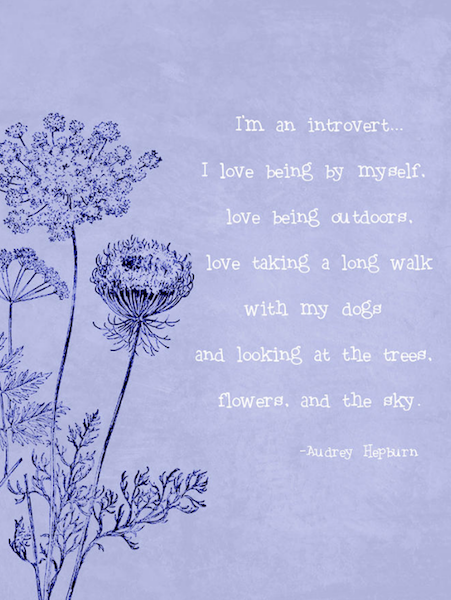 I'm an introvert...
I love being by myself,
love being outdoors,
love taking a long walk
with my dogs
and looking at the trees,
flowers, and the sky.
-Audrey Hepburn